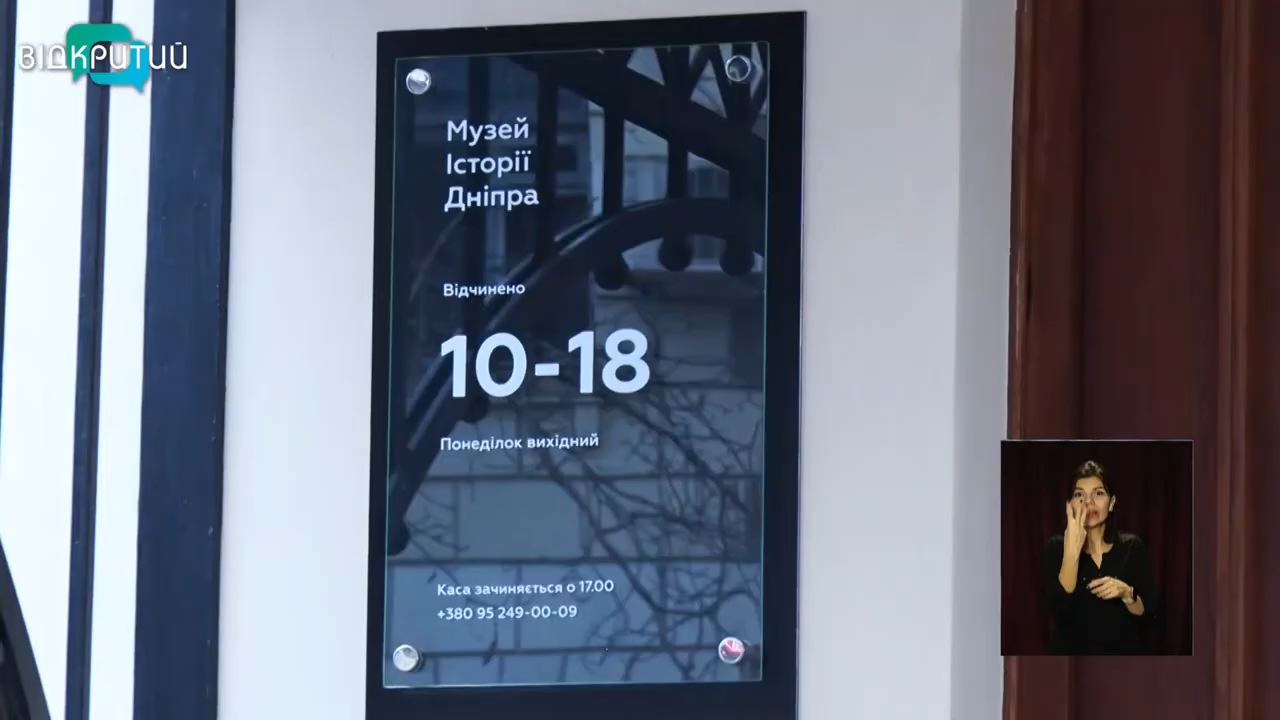 ВІДКРИТИЙ
Музей
Історії
Дніпра
Відчинено
10-18
Понеділок вихідний
Каса зачиняється о 17.00
+380 95 249-00-09